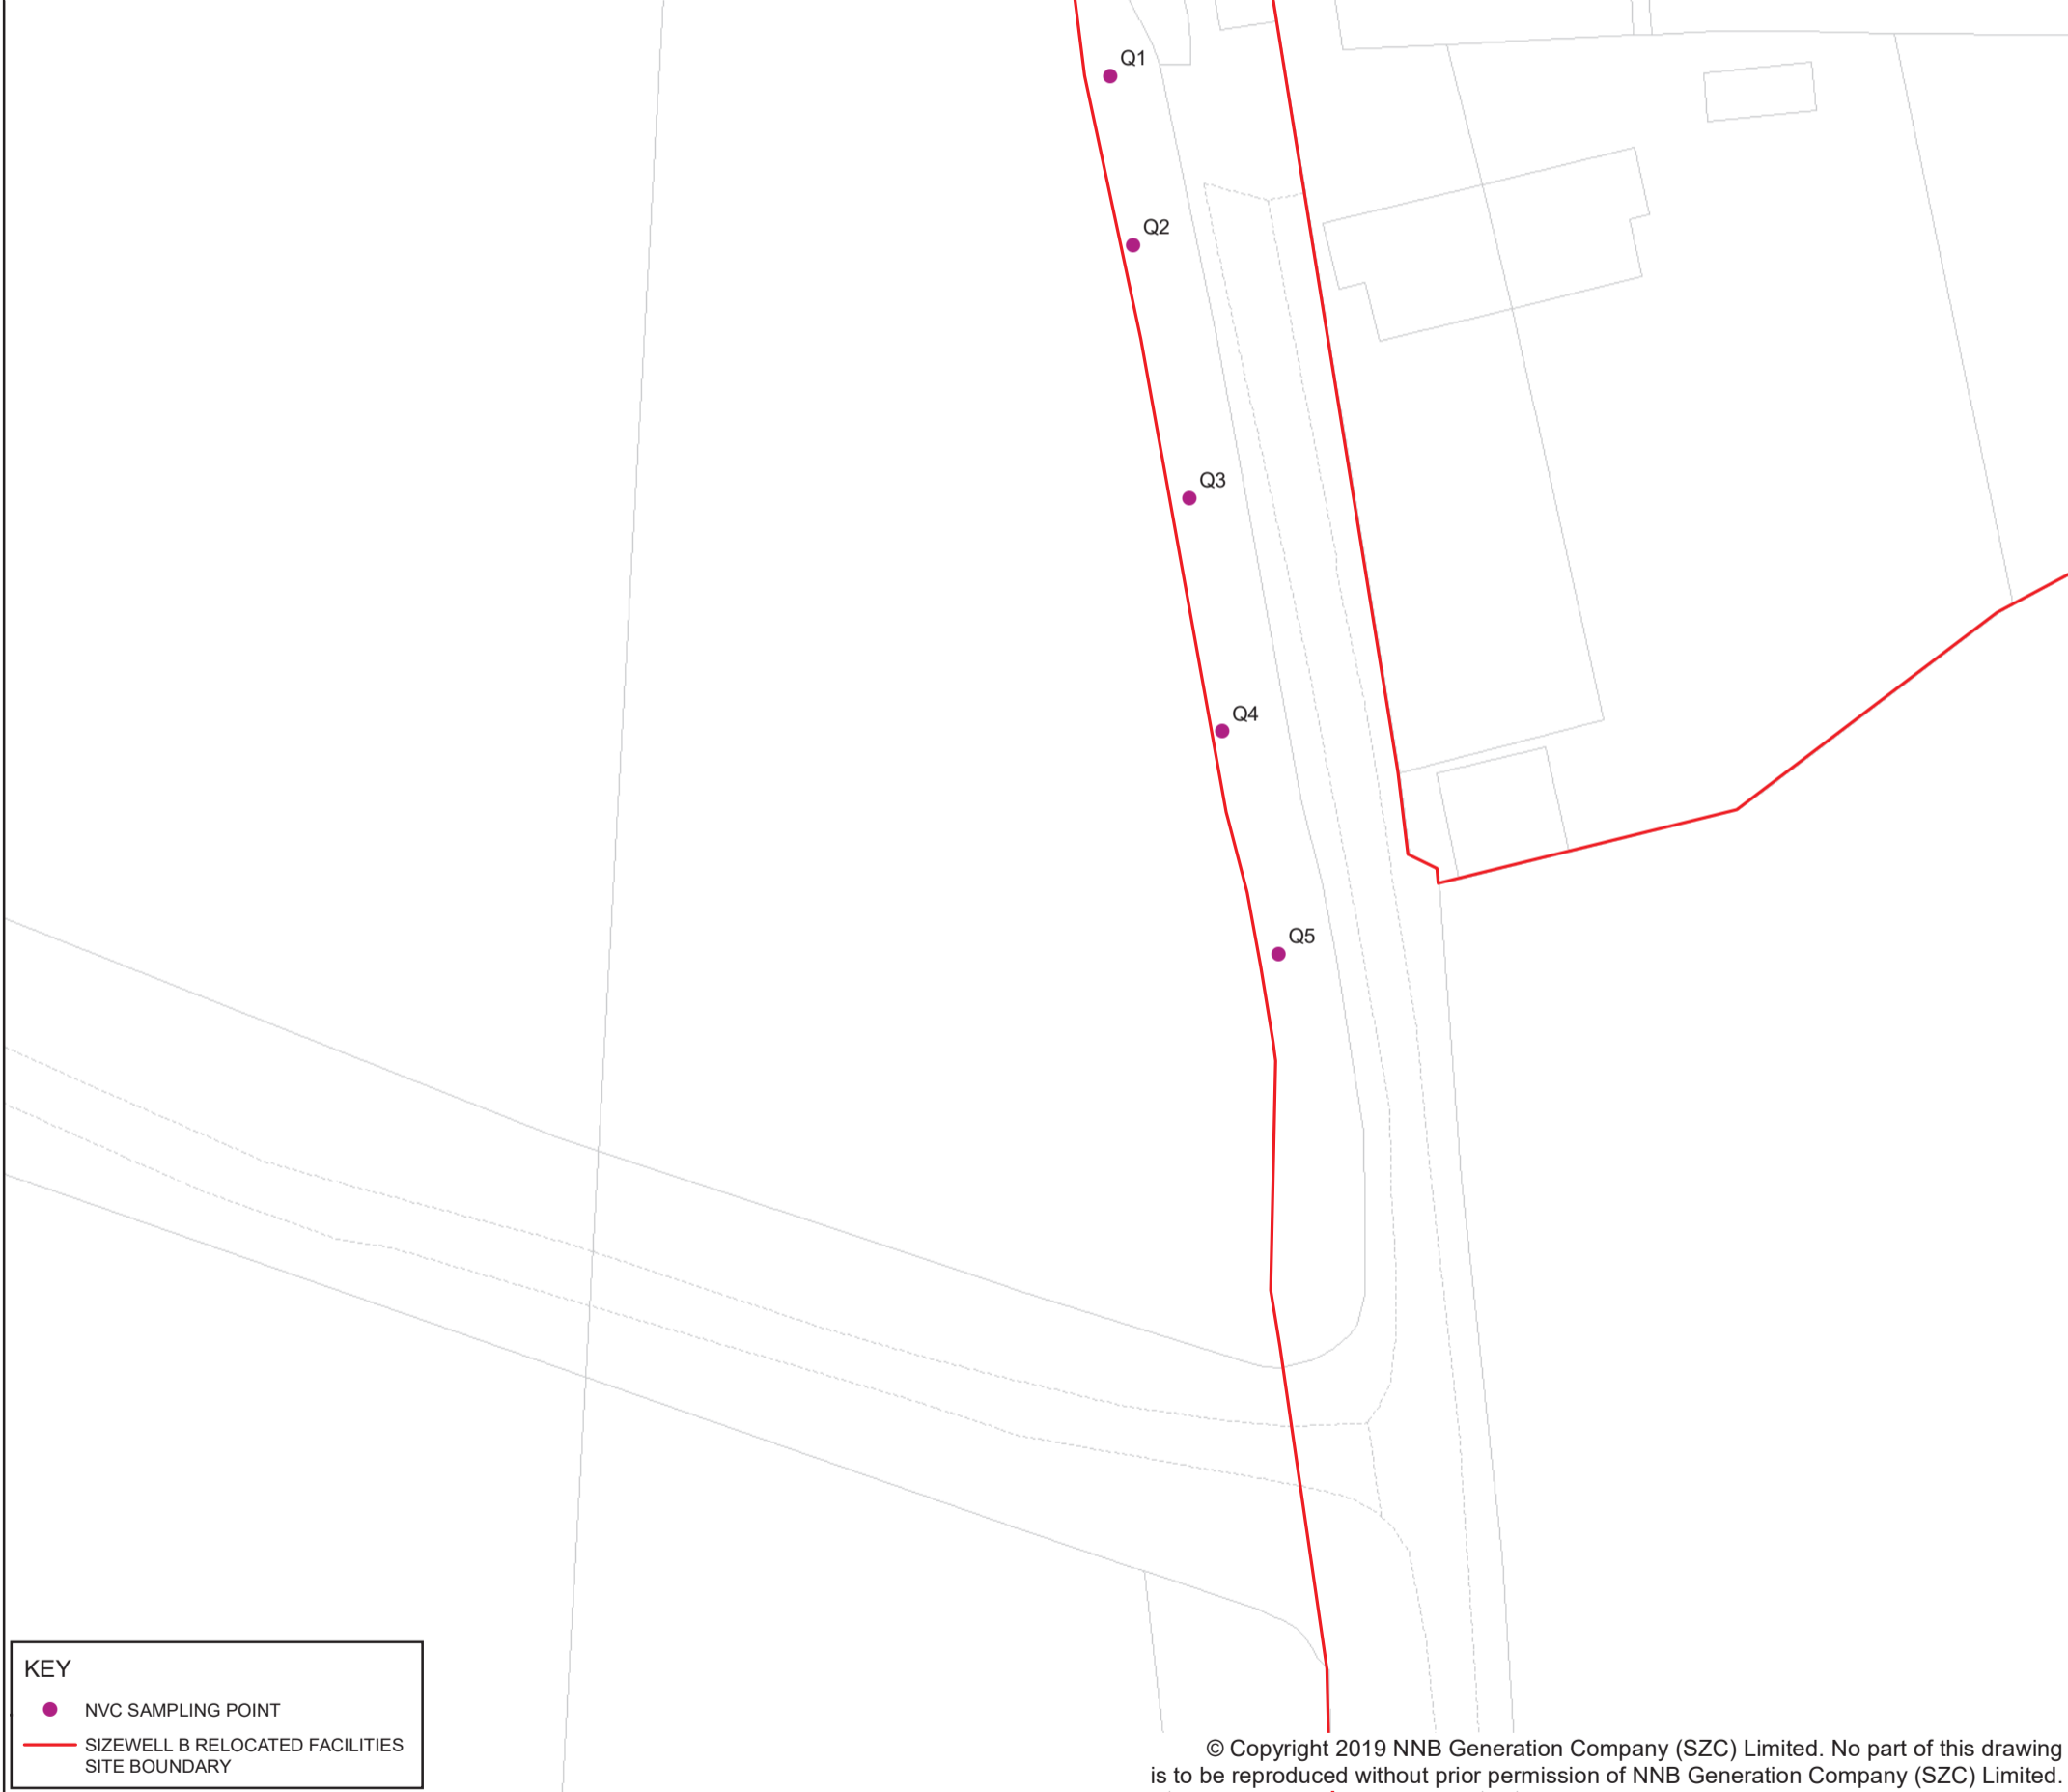 Q1
Q2
Q3
Q4
Q5
KEY
NVC SAMPLING POINT
SIZEWELL B RELOCATED FACILITIES
SITE BOUNDARY
© Copyright 2019 NNB Generation Company (SZC) Limited. No part of this drawing
is to be reproduced without prior permission of NNB Generation Company (SZC) Limited.